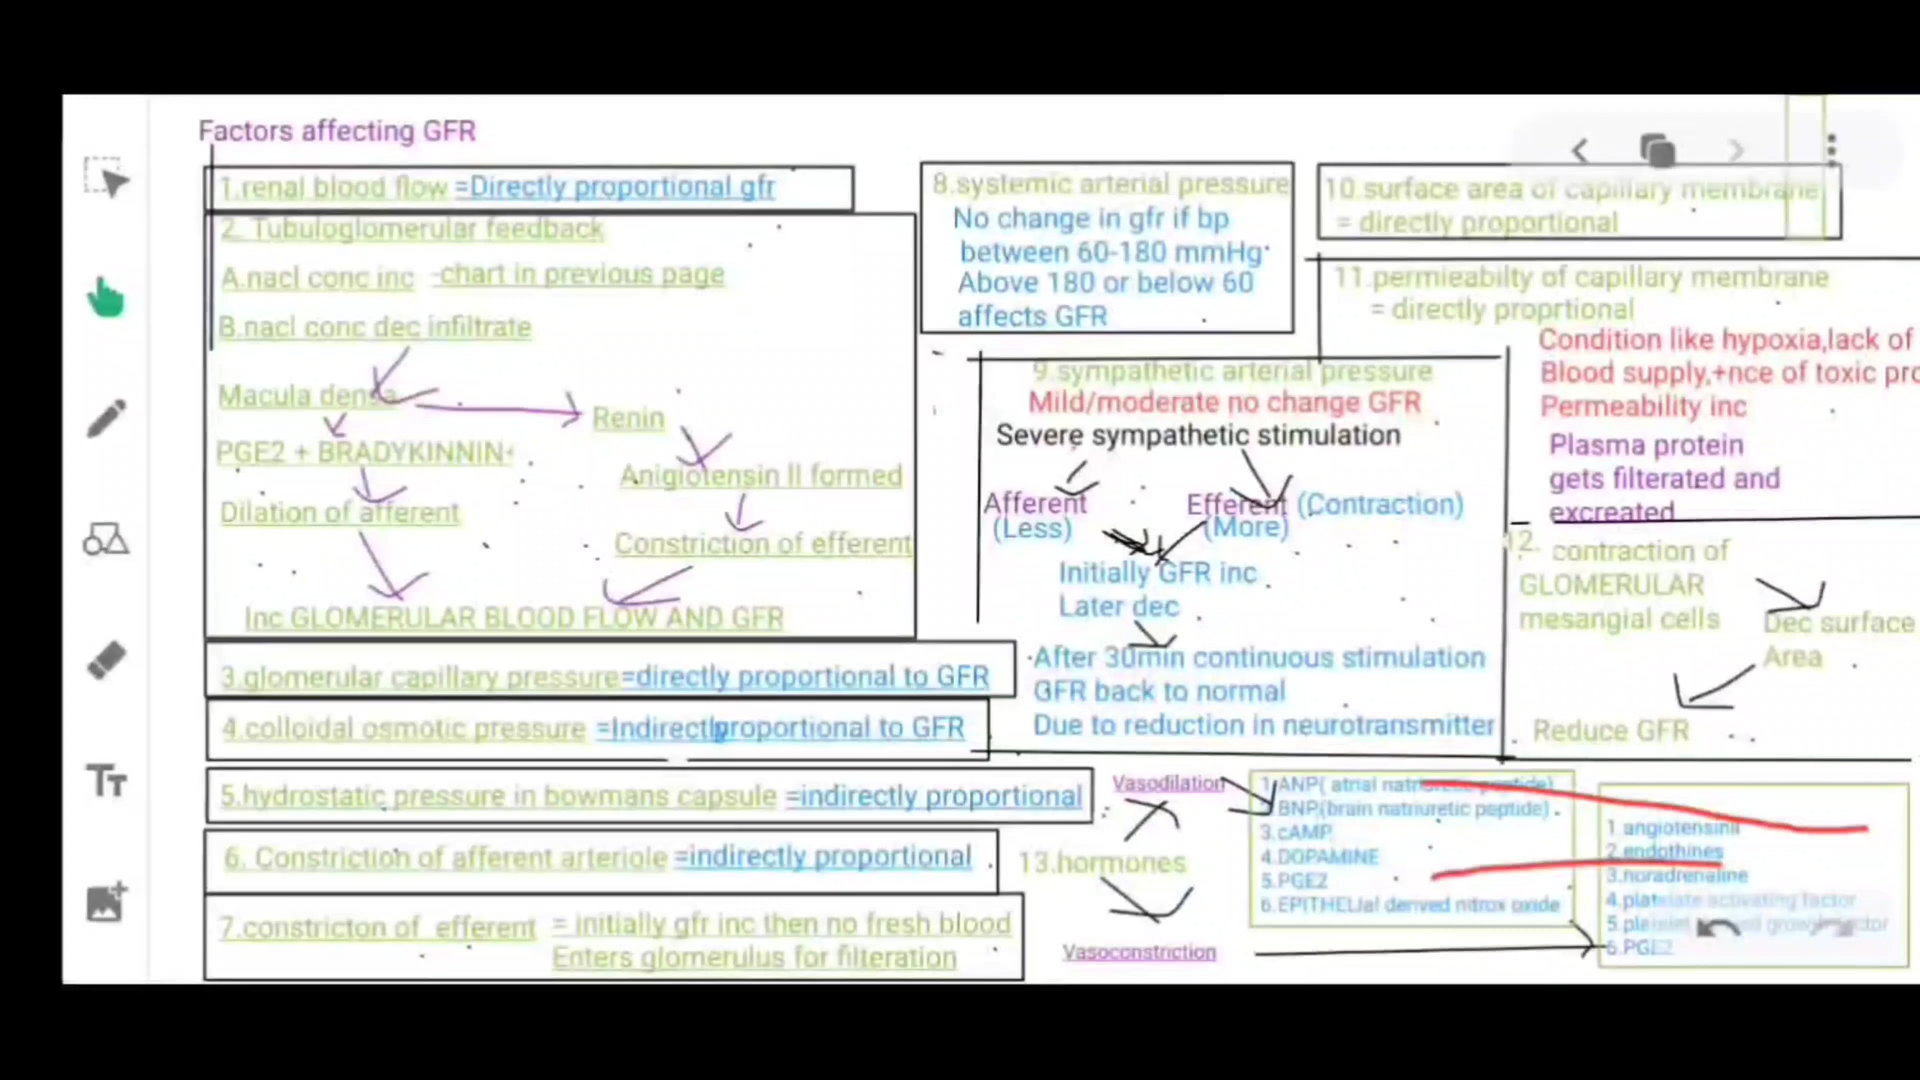 Factors affecting GFR
1.renal blood flow =Directly proportional gfr
2. Tubuloglomerular feedback
A.nacl conc inc -chart in previous page
B.nacl conc dec infiltrate
Macula densa
Renin
PGE2 + BRADYKINNIN
Anigiotensin II formed
Dilation of afferent
Constriction of efferent
Inc GLOMERULAR BLOOD FLOW AND GFR
3.glomerular capillary pressure=directly proportional to GFR
4.colloidal osmotic pressure =Indirectly proportional to GFR
5.hydrostatic pressure in bowmans capsule =indirectly proportional
6. Constriction of afferent arteriole =indirectly proportional
7.constricton of efferent = initially gfr inc then no fresh blood
Enters glomerulus for filteration
8.systemic arterial pressure
No change in gfr if bp
between 60-180 mmHg
Above 180 or below 60
affects GFR
9.sympathetic arterial pressure
Mild/moderate no change GFR
Severe sympathetic stimulation
Afferent
(Less)
Efferent (Contraction)
(More)
Initially GFR inc
Later dec
After 30min continuous stimulation
GFR back to normal
Due to reduction in neurotransmitter
10.surface area of capillary membrane
= directly proportional
11.permieabilty of capillary membrane
= directly proprtional
Condition like hypoxia,lack of
Blood supply,+nce of toxic pro
Permeability inc
Plasma protein
gets filterated and
excreated
12. contraction of
GLOMERULAR
mesangial cells
Dec surface
Area
Reduce GFR
13.hormones
Vasodilation
1.ANP( atrial natriuretic peptide)
2.BNP(brain natriuretic peptide)
3.cAMP
4.DOPAMINE
5.PGE2
6.EPITHELial derived nitrox oxide
Vasoconstriction
1.angiotensinII
2.endothines
3.noradrenaline
4.platelate activating factor
5.platelet growth factor
6.PGE2